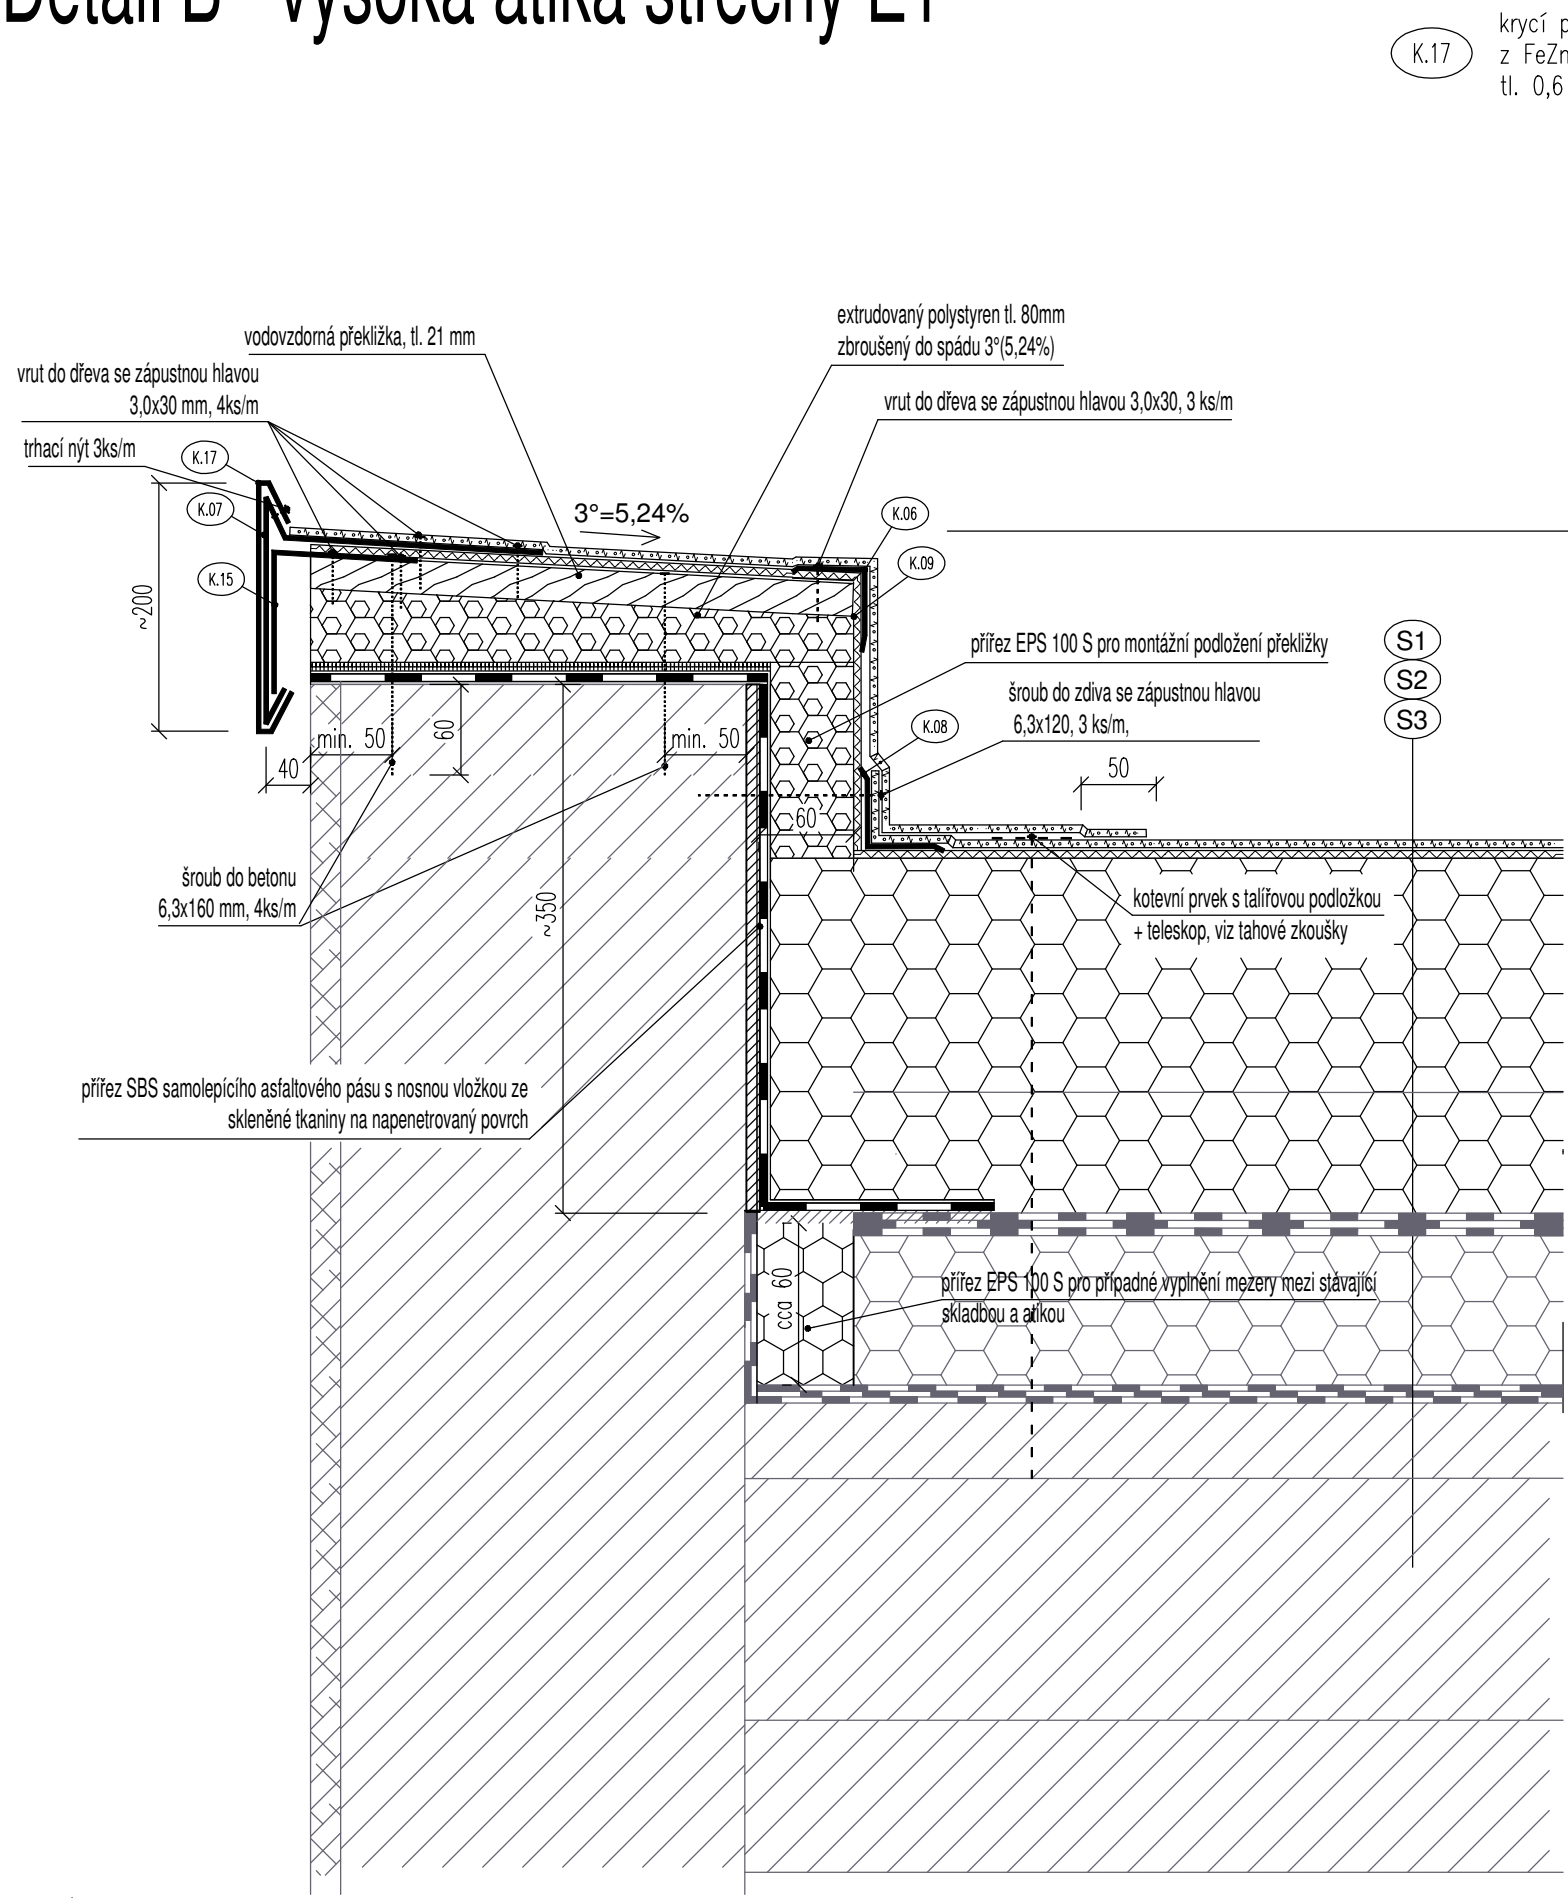 Detail B - vysoká atika střechy E1
K.17
krycí p
z FeZn
tl. 0,6
extrudovaný polystyren tl. 80mm
zbroušený do spádu 3°(5,24%)
vodovzdorná překližka, tl. 21 mm
vrut do dřeva se zápustnou hlavou
3,0x30 mm, 4ks/m
vrut do dřeva se zápustnou hlavou 3,0x30, 3 ks/m
trhací nýt 3ks/m
K.17
K.07
3°=5,24%
K.06
K.09
K.15
~200
přířez EPS 100 S pro montážní podložení překližky
S1
S2
S3
šroub do zdiva se zápustnou hlavou
6,3x120, 3 ks/m,
K.08
min. 50
60
min. 50
40
50
60
šroub do betonu
6,3x160 mm, 4ks/m
~350
kotevní prvek s talířovou podložkou
+ teleskop, viz tahové zkoušky
přířez SBS samolepícího asfaltového pásu s nosnou vložkou ze
skleněné tkaniny na napenetrovaný povrch
cca 60
přířez EPS 100 S pro případné vyplnění mezery mezi stávající
skladbou a atikou